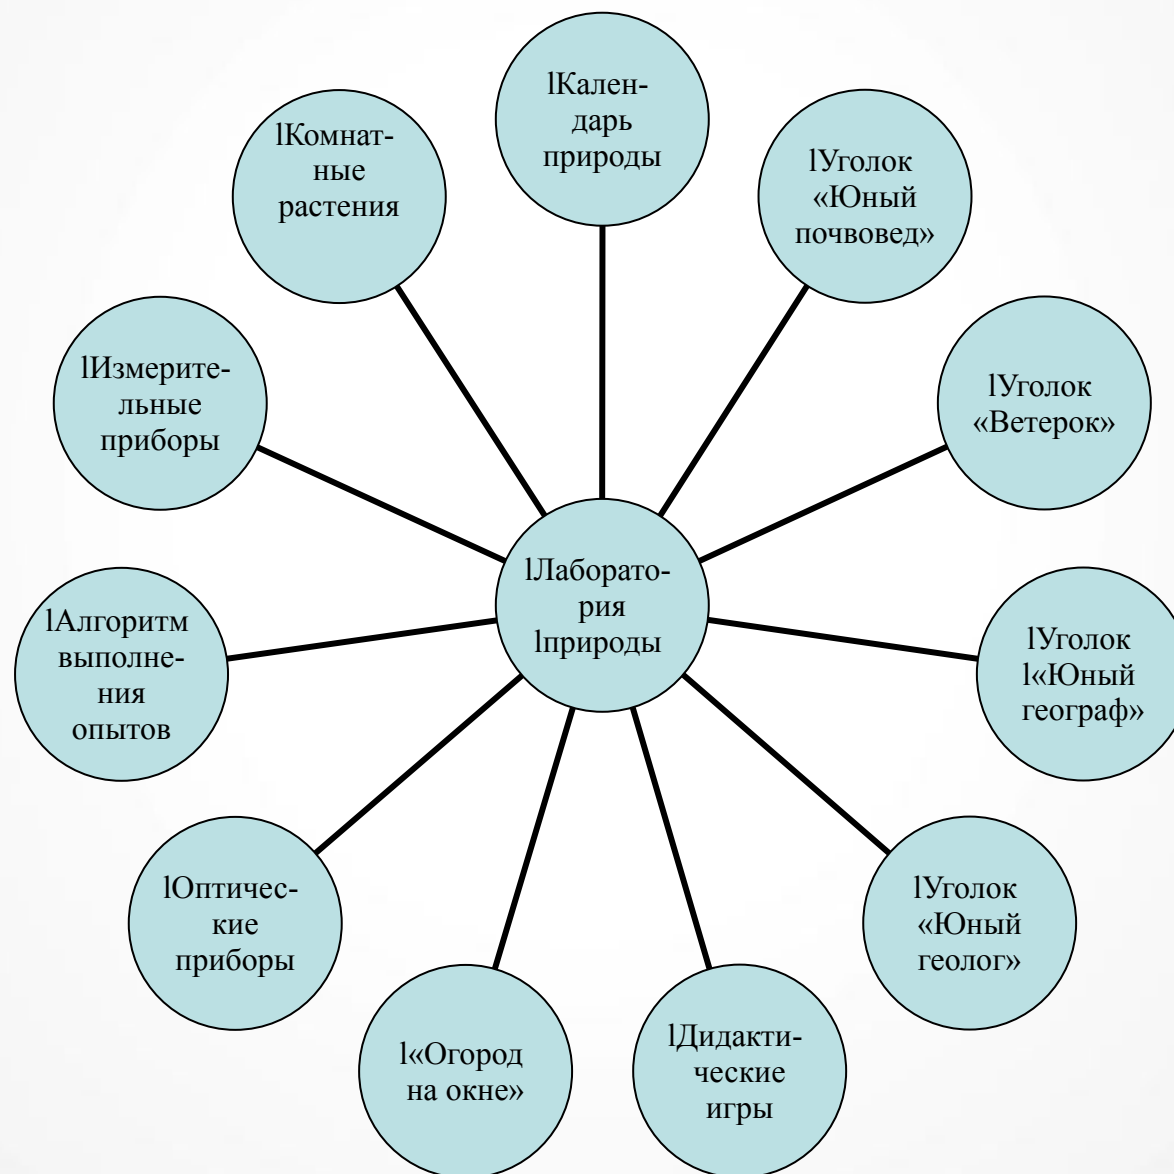 lКален-
дарь
природы
lУголок
«Юный
почвовед»
lУголок
«Ветерок»
lУголок
l«Юный
географ»
lУголок
«Юный
геолог»
lДидакти-
ческие
игры
l«Огород
на окне»
lОптичес-
кие
приборы
lАлгоритм
выполне-
ния
опытов
lИзмерите-
льные
приборы
lКомнат-
ные
растения
lЛаборато-
рия
lприроды